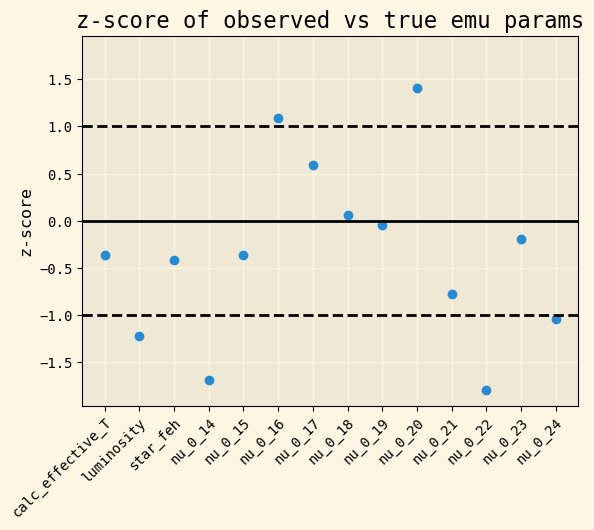 z-score of observed vs true emu params
z-score
1.5
1.0
0.5
0.0
−0.5
−1.0
−1.5
calc_effective_T
luminosity
star_feh
nu_0_14
nu_0_15
nu_0_16
nu_0_17
nu_0_18
nu_0_19
nu_0_20
nu_0_21
nu_0_22
nu_0_23
nu_0_24